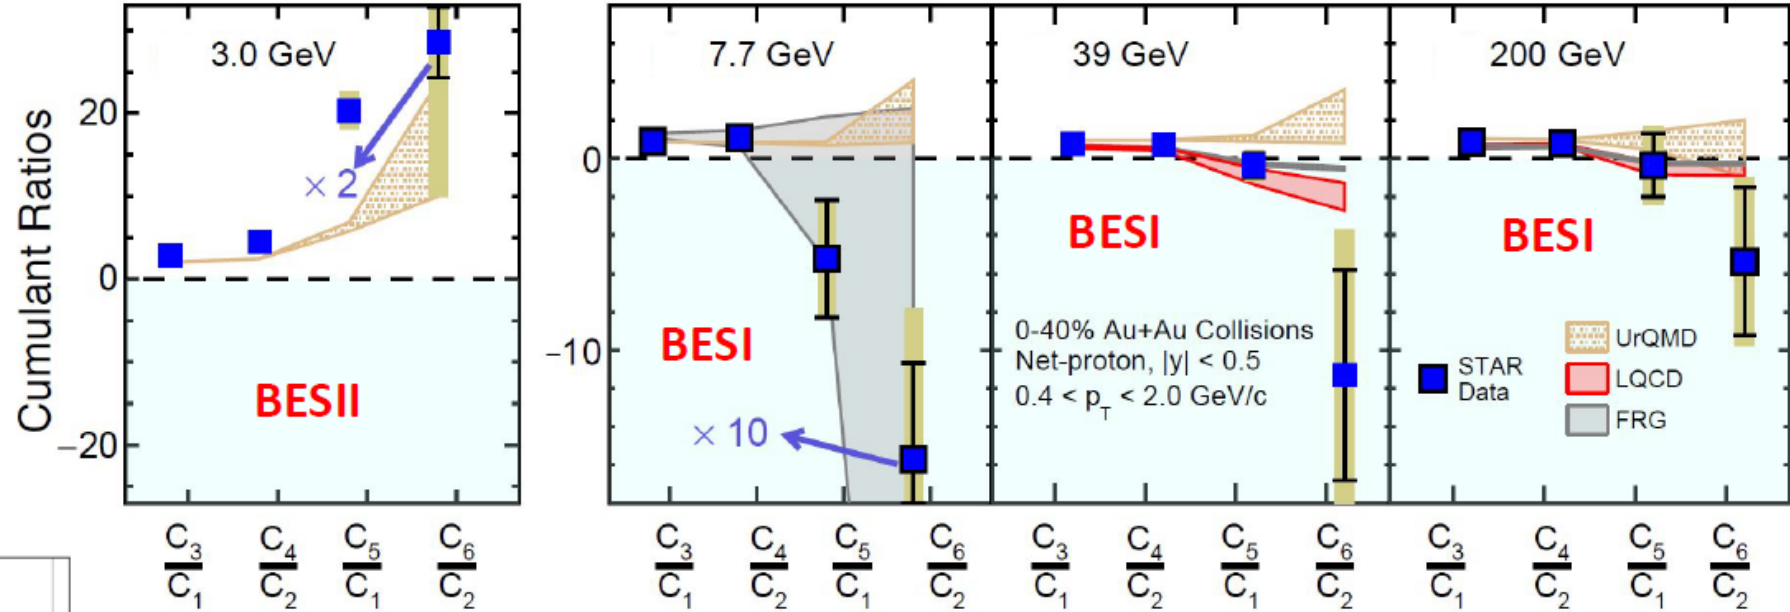 Cumulant Ratios
3.0 GeV
20
0
−20
× 2
BESII
C3/C1
C4/C2
C5/C1
C6/C2
7.7 GeV
0
−10
BESI
× 10
C3/C1
C4/C2
C5/C1
C6/C2
39 GeV
BESI
0-40% Au+Au Collisions
Net-proton, |y| < 0.5
0.4 < pT < 2.0 GeV/c
C3/C1
C4/C2
C5/C1
C6/C2
200 GeV
BESI
STAR
Data
UrQMD
LQCD
FRG
C3/C1
C4/C2
C5/C1
C6/C2